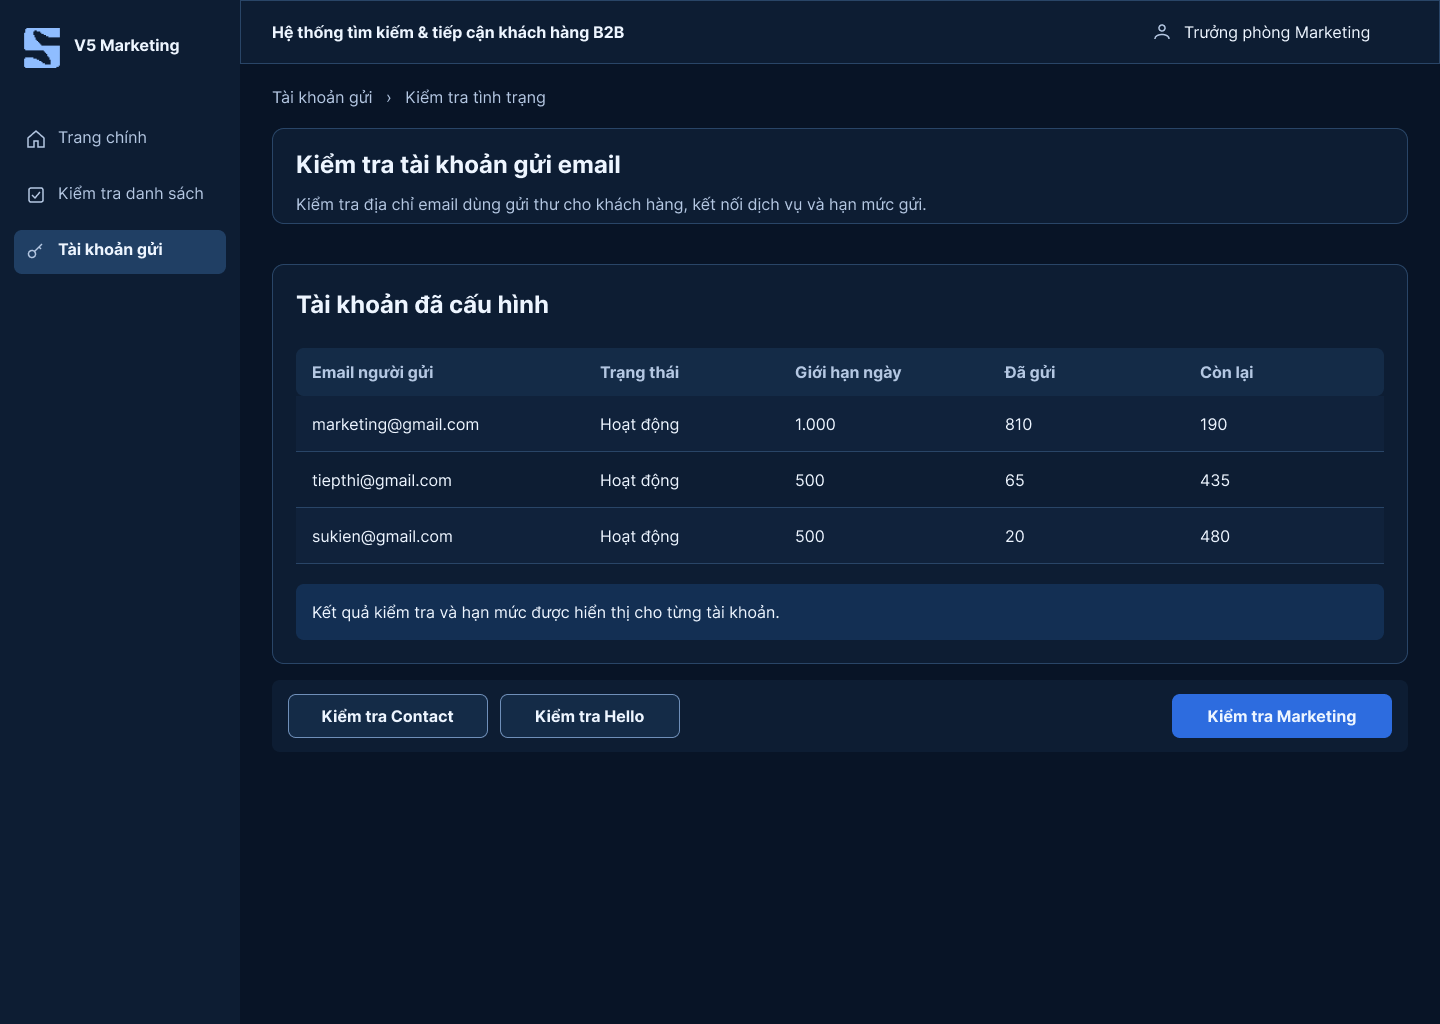 V5 Marketing
Hệ thống tìm kiếm & tiếp cận khách hàng B2B
Trưởng phòng Marketing
Trang chính
Kiểm tra danh sách
Tài khoản gửi
Tài khoản gửi › Kiểm tra tình trạng
Kiểm tra tài khoản gửi email
Kiểm tra địa chỉ email dùng gửi thư cho khách hàng, kết nối dịch vụ và hạn mức gửi.
Tài khoản đã cấu hình
Email người gửi Trạng thái Giới hạn ngày Đã gửi Còn lại
marketing@gmail.com Hoạt động 1.000 810 190
tiepthi@gmail.com Hoạt động 500 65 435
sukien@gmail.com Hoạt động 500 20 480
Kết quả kiểm tra và hạn mức được hiển thị cho từng tài khoản.
Kiểm tra Contact Kiểm tra Hello Kiểm tra Marketing